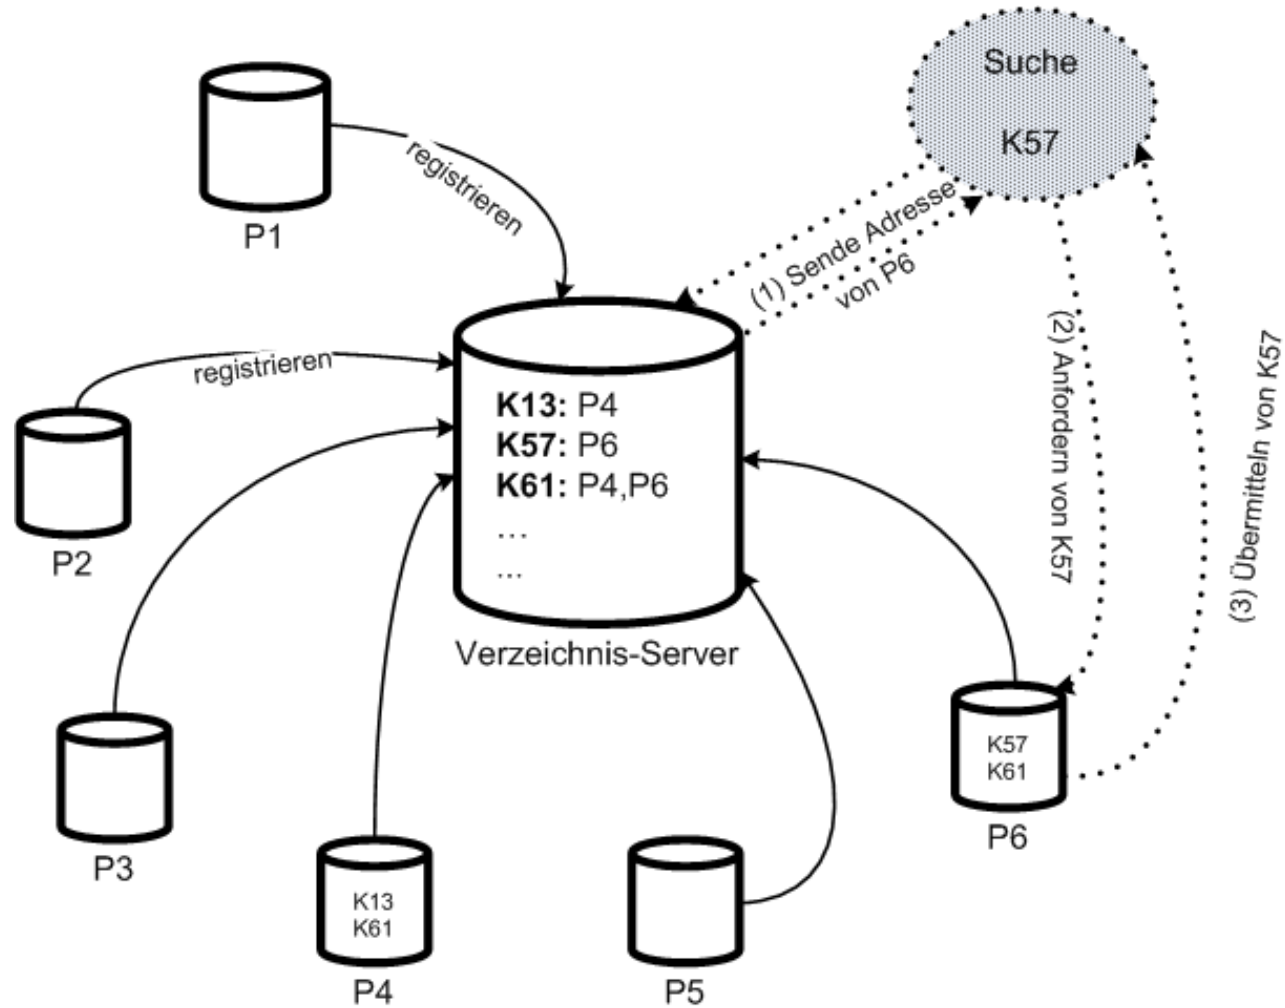 Suche
K57
registrieren
P1
(1) Sende Adresse
von P6
registrieren
(2) Anfordern von K57
(3) Übermitteln von K57
K13: P4
K57: P6
K61: P4,P6
...
...
P2
Verzeichnis-Server
K57
K61
P6
P3
K13
K61
P4
P5